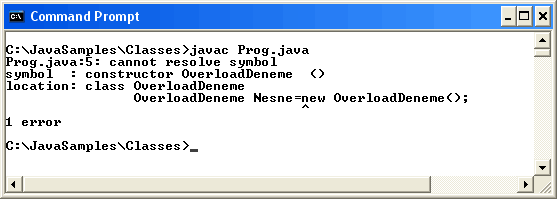 Command Prompt
C:\JavaSamples\Classes>javac Prog.java
Prog.java:5: cannot resolve symbol
symbol  : constructor OverloadDeneme  ()
location: class OverloadDeneme
                OverloadDeneme Nesne=new OverloadDeneme();
                                     ^
1 error
C:\JavaSamples\Classes>_